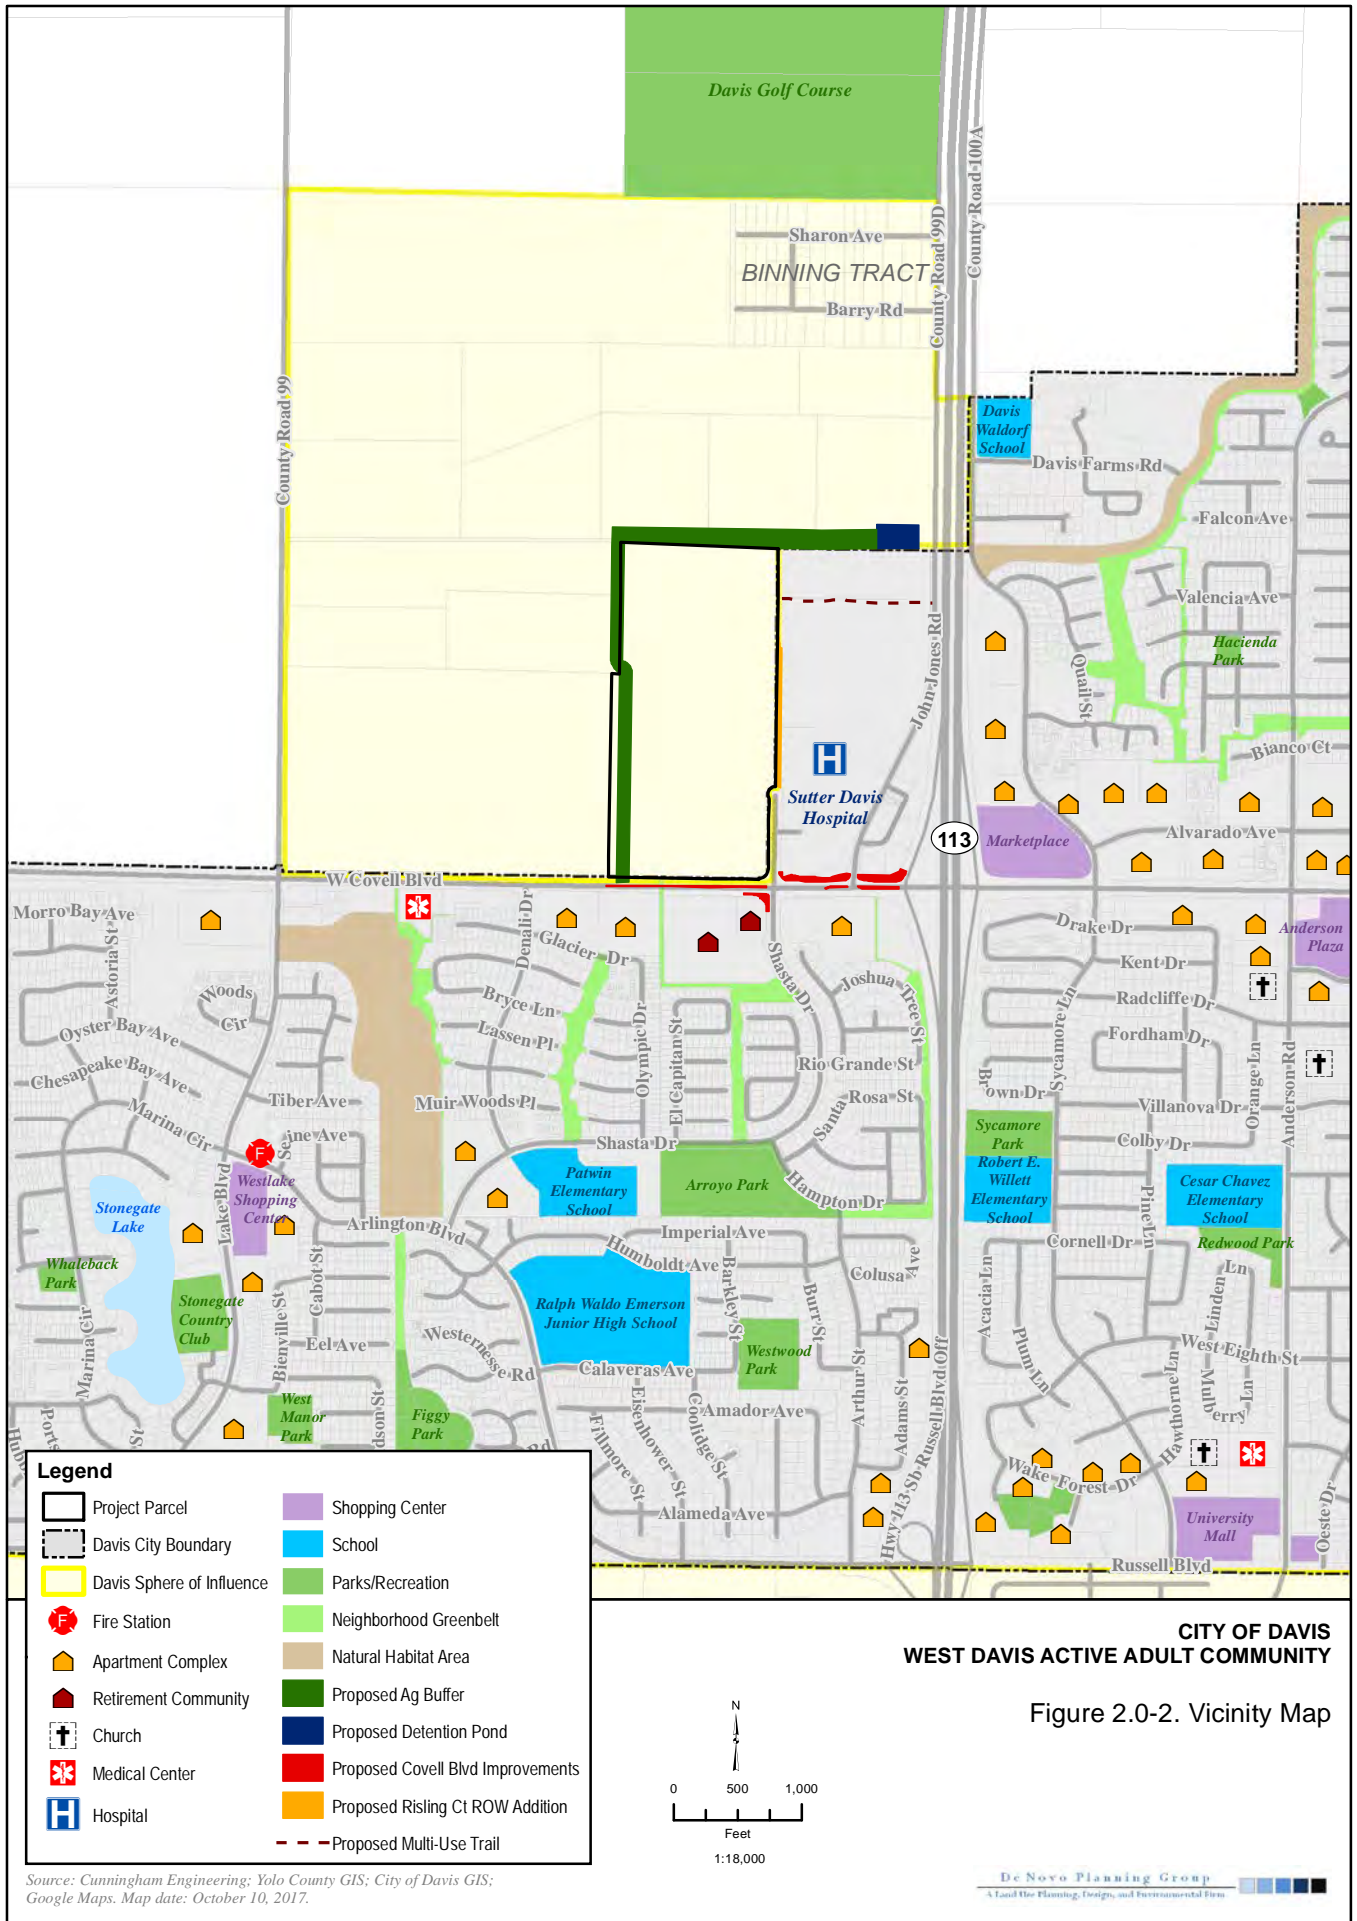 Davis Golf Course
County Road 100A
County Road 99D
Sharon Ave
BINNING TRACT
Barry Rd
County Road 99
Davis
Waldorf
School
Davis Farms Rd
Falcon Ave
Valencia Ave
Hacienda
Park
Quail St
John Jones Rd
Bianco Ct
H
Sutter Davis
Hospital
113
Marketplace
Alvarado Ave
W Covell Blvd
Morro Bay Ave
Astoria St
Denali Dr
Glacier Dr
Shasta Dr
Drake Dr
Anderson
Plaza
Kent Dr
Woods
Cir
Bryce Ln
Joshua Tree St
Radcliffe Dr
Oyster Bay Ave
Lassen Pl
Olympic Dr
El Capitan St
Sycamore Ln
Fordham Dr
Orange Ln
Anderson Rd
Chesapeake Bay Ave
Rio Grande St
Tiber Ave
Muir Woods Pl
Santa
Rosa St
Brown Dr
Villanova Dr
Marina Cir
Seine Ave
Shasta Dr
Sycamore
Park
Colby Dr
F
Westlake
Shopping
Center
Patwin
Elementary
School
Arroyo Park
Hampton Dr
Robert E.
Willett
Elementary
School
Cesar Chavez
Elementary
School
Stonegate
Lake
Lake Blvd
Arlington Blvd
Imperial Ave
Pine Ln
Cornell Dr
Redwood Park
Whaleback
Park
Humboldt Ave
Colusa Ave
Cabot St
Barkley St
Burr St
Acacia Ln
Linden
Ln
Stonegate
Country
Club
Ralph Waldo Emerson
Junior High School
Marina Cir
Bienville St
Eel Ave
Westernesse Rd
Westwood
Park
Plum Ln
West Eighth St
Calaveras Ave
Arthur St
Hwy 113 Sb Russell Blvd Off
Hawthorne Ln
Mulberry Ln
West
Manor
Park
Figgy
Park
Fillmore St
Eisenhower St
Coolidge St
Amador Ave
Adams St
Wake Forest Dr
Alameda Ave
University
Mall
Oeste Dr
Russell Blvd
Legend
Project Parcel
Davis City Boundary
Davis Sphere of Influence
F
Fire Station
Apartment Complex
Retirement Community
Church
Medical Center
H
Hospital
Shopping Center
School
Parks/Recreation
Neighborhood Greenbelt
Natural Habitat Area
Proposed Ag Buffer
Proposed Detention Pond
Proposed Covell Blvd Improvements
Proposed Risling Ct ROW Addition
Proposed Multi-Use Trail
CITY OF DAVIS
WEST DAVIS ACTIVE ADULT COMMUNITY
Figure 2.0-2. Vicinity Map
N
0 500 1,000
Feet
1:18,000
Source: Cunningham Engineering; Yolo County GIS; City of Davis GIS;
Google Maps. Map date: October 10, 2017.
De Novo Planning Group
A Land Use Planning, Design, and Environmental Firm